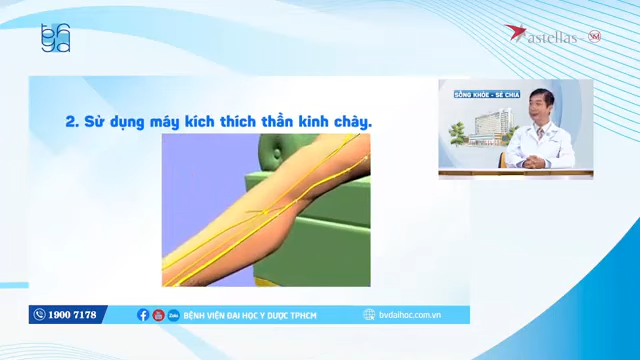 astellas
SỐNG KHỎE - SẺ CHIA
2. Sử dụng máy kích thích thần kinh chày.
1900 7178
Zalo
BỆNH VIỆN ĐẠI HỌC Y DƯỢC TPHCM
bvdaihoc.com.vn